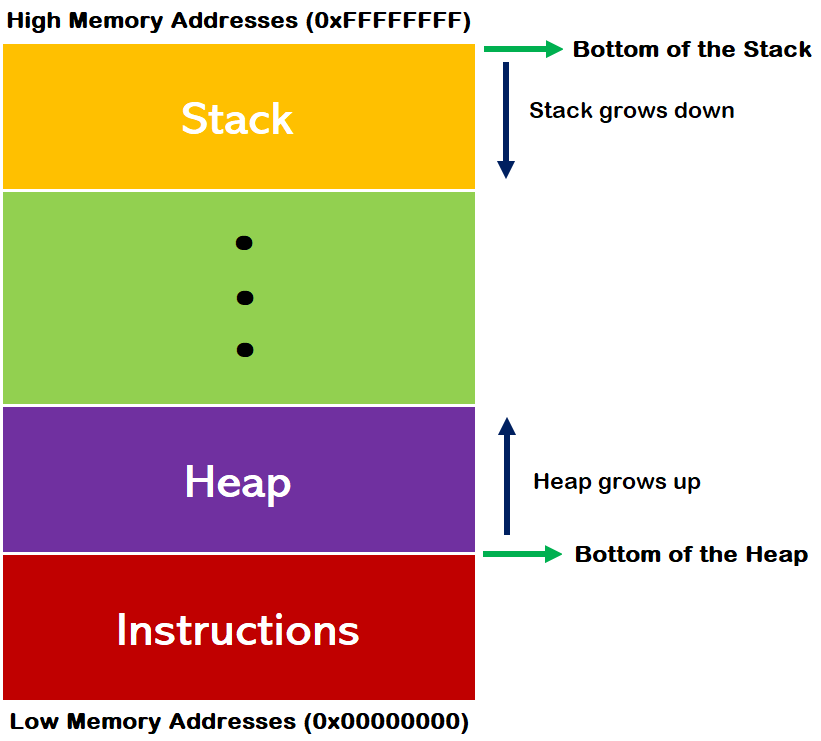 High Memory Addresses (0xFFFFFFFF)
Bottom of the Stack
Stack
Stack grows down
Heap
Heap grows up
Bottom of the Heap
Instructions
Low Memory Addresses (0x00000000)